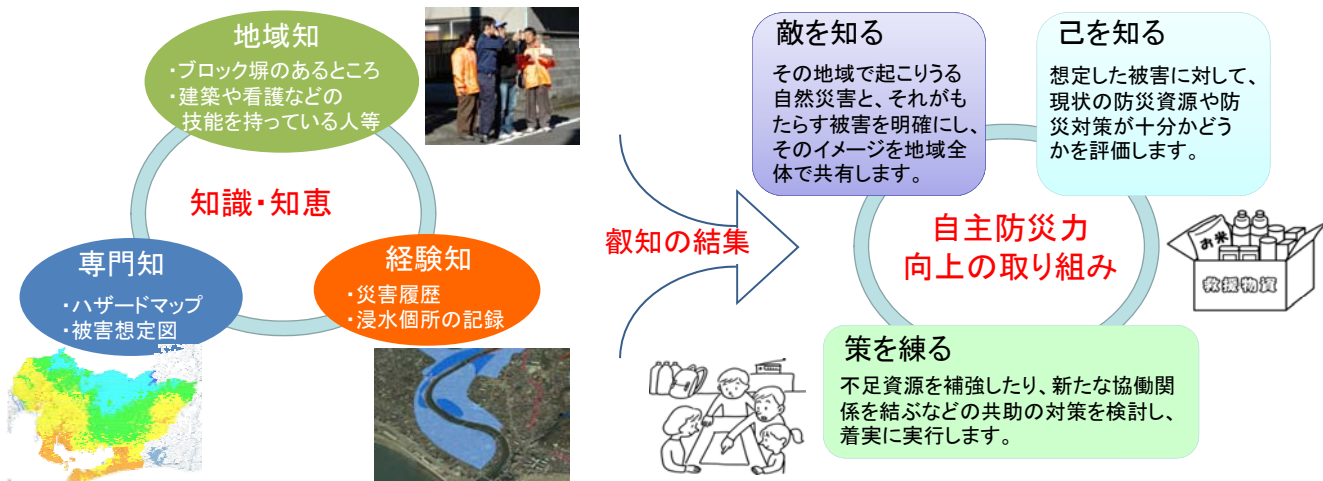 地域知
・ブロック塀のあるところ
・建築や看護などの
技能を持っている人等
知識・知恵
専門知
・ハザードマップ
・被害想定図
経験知
・災害履歴
・浸水個所の記録
叡知の結集
敵を知る
その地域で起こりうる
自然災害と、それがも
たらす被害を明確にし、
そのイメージを地域全
体で共有します。
己を知る
想定した被害に対して、
現状の防災資源や防
災対策が十分かどう
かを評価します。
自主防災力
向上の取り組み
お米
救援物資
策を練る
不足資源を補強したり、新たな協働関
係を結ぶなどの共助の対策を検討し、
着実に実行します。